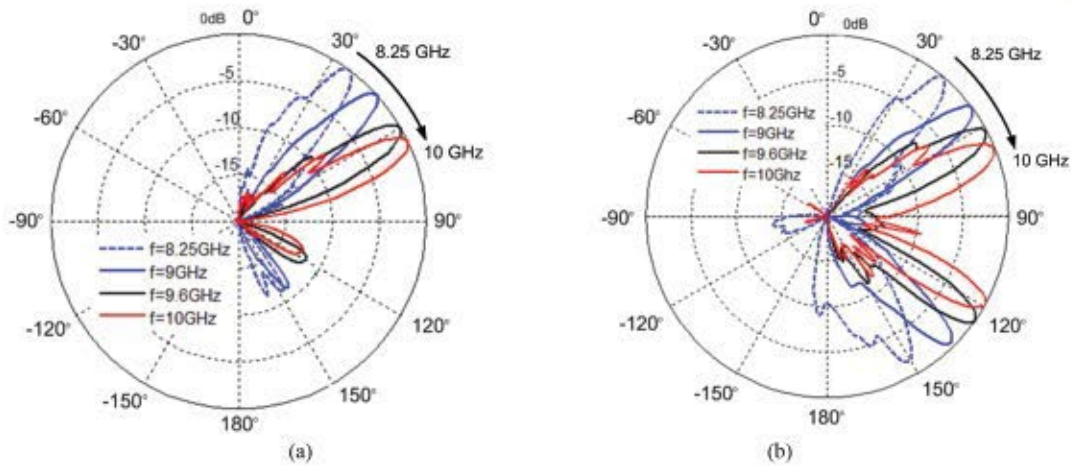 0dB 0°
-30° 30° 8.25 GHz
-5
-60° -10
10 GHz
-15
-90° 90°
f=8.25GHz
f=9GHz
f=9.6GHz
f=10GHz
-120° 120°
-150° 150°
180°
(a)
0° 0dB
-30° 30° 8.25 GHz
-5
f=8.25GHz
-60° -10
f=9GHz
f=9.6GHz
10 GHz
-15
f=10Ghz
-90° 90°
-120° 120°
-150° 150°
180°
(b)